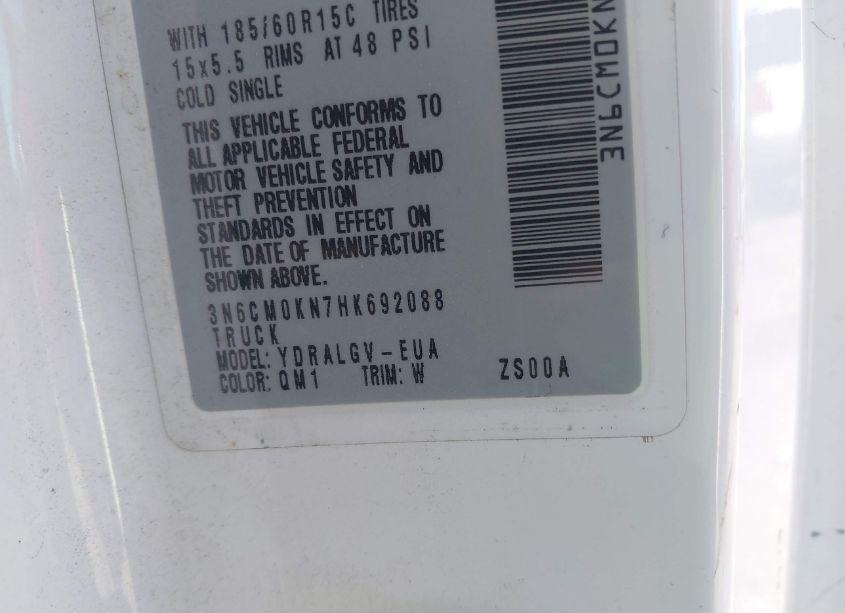 WITH 185/60R15C TIRES
15x5.5 RIMS AT 48 PSI
COLD SINGLE
THIS VEHICLE CONFORMS TO
ALL APPLICABLE FEDERAL
MOTOR VEHICLE SAFETY AND
THEFT PREVENTION
STANDARDS IN EFFECT ON
THE DATE OF MANUFACTURE
SHOWN ABOVE.
3N6CM0KN7HK692088
TRUCK
MODEL: YDRALGV-EUA
COLOR: QM1 TRIM: W ZS00A
3N6CM0KN